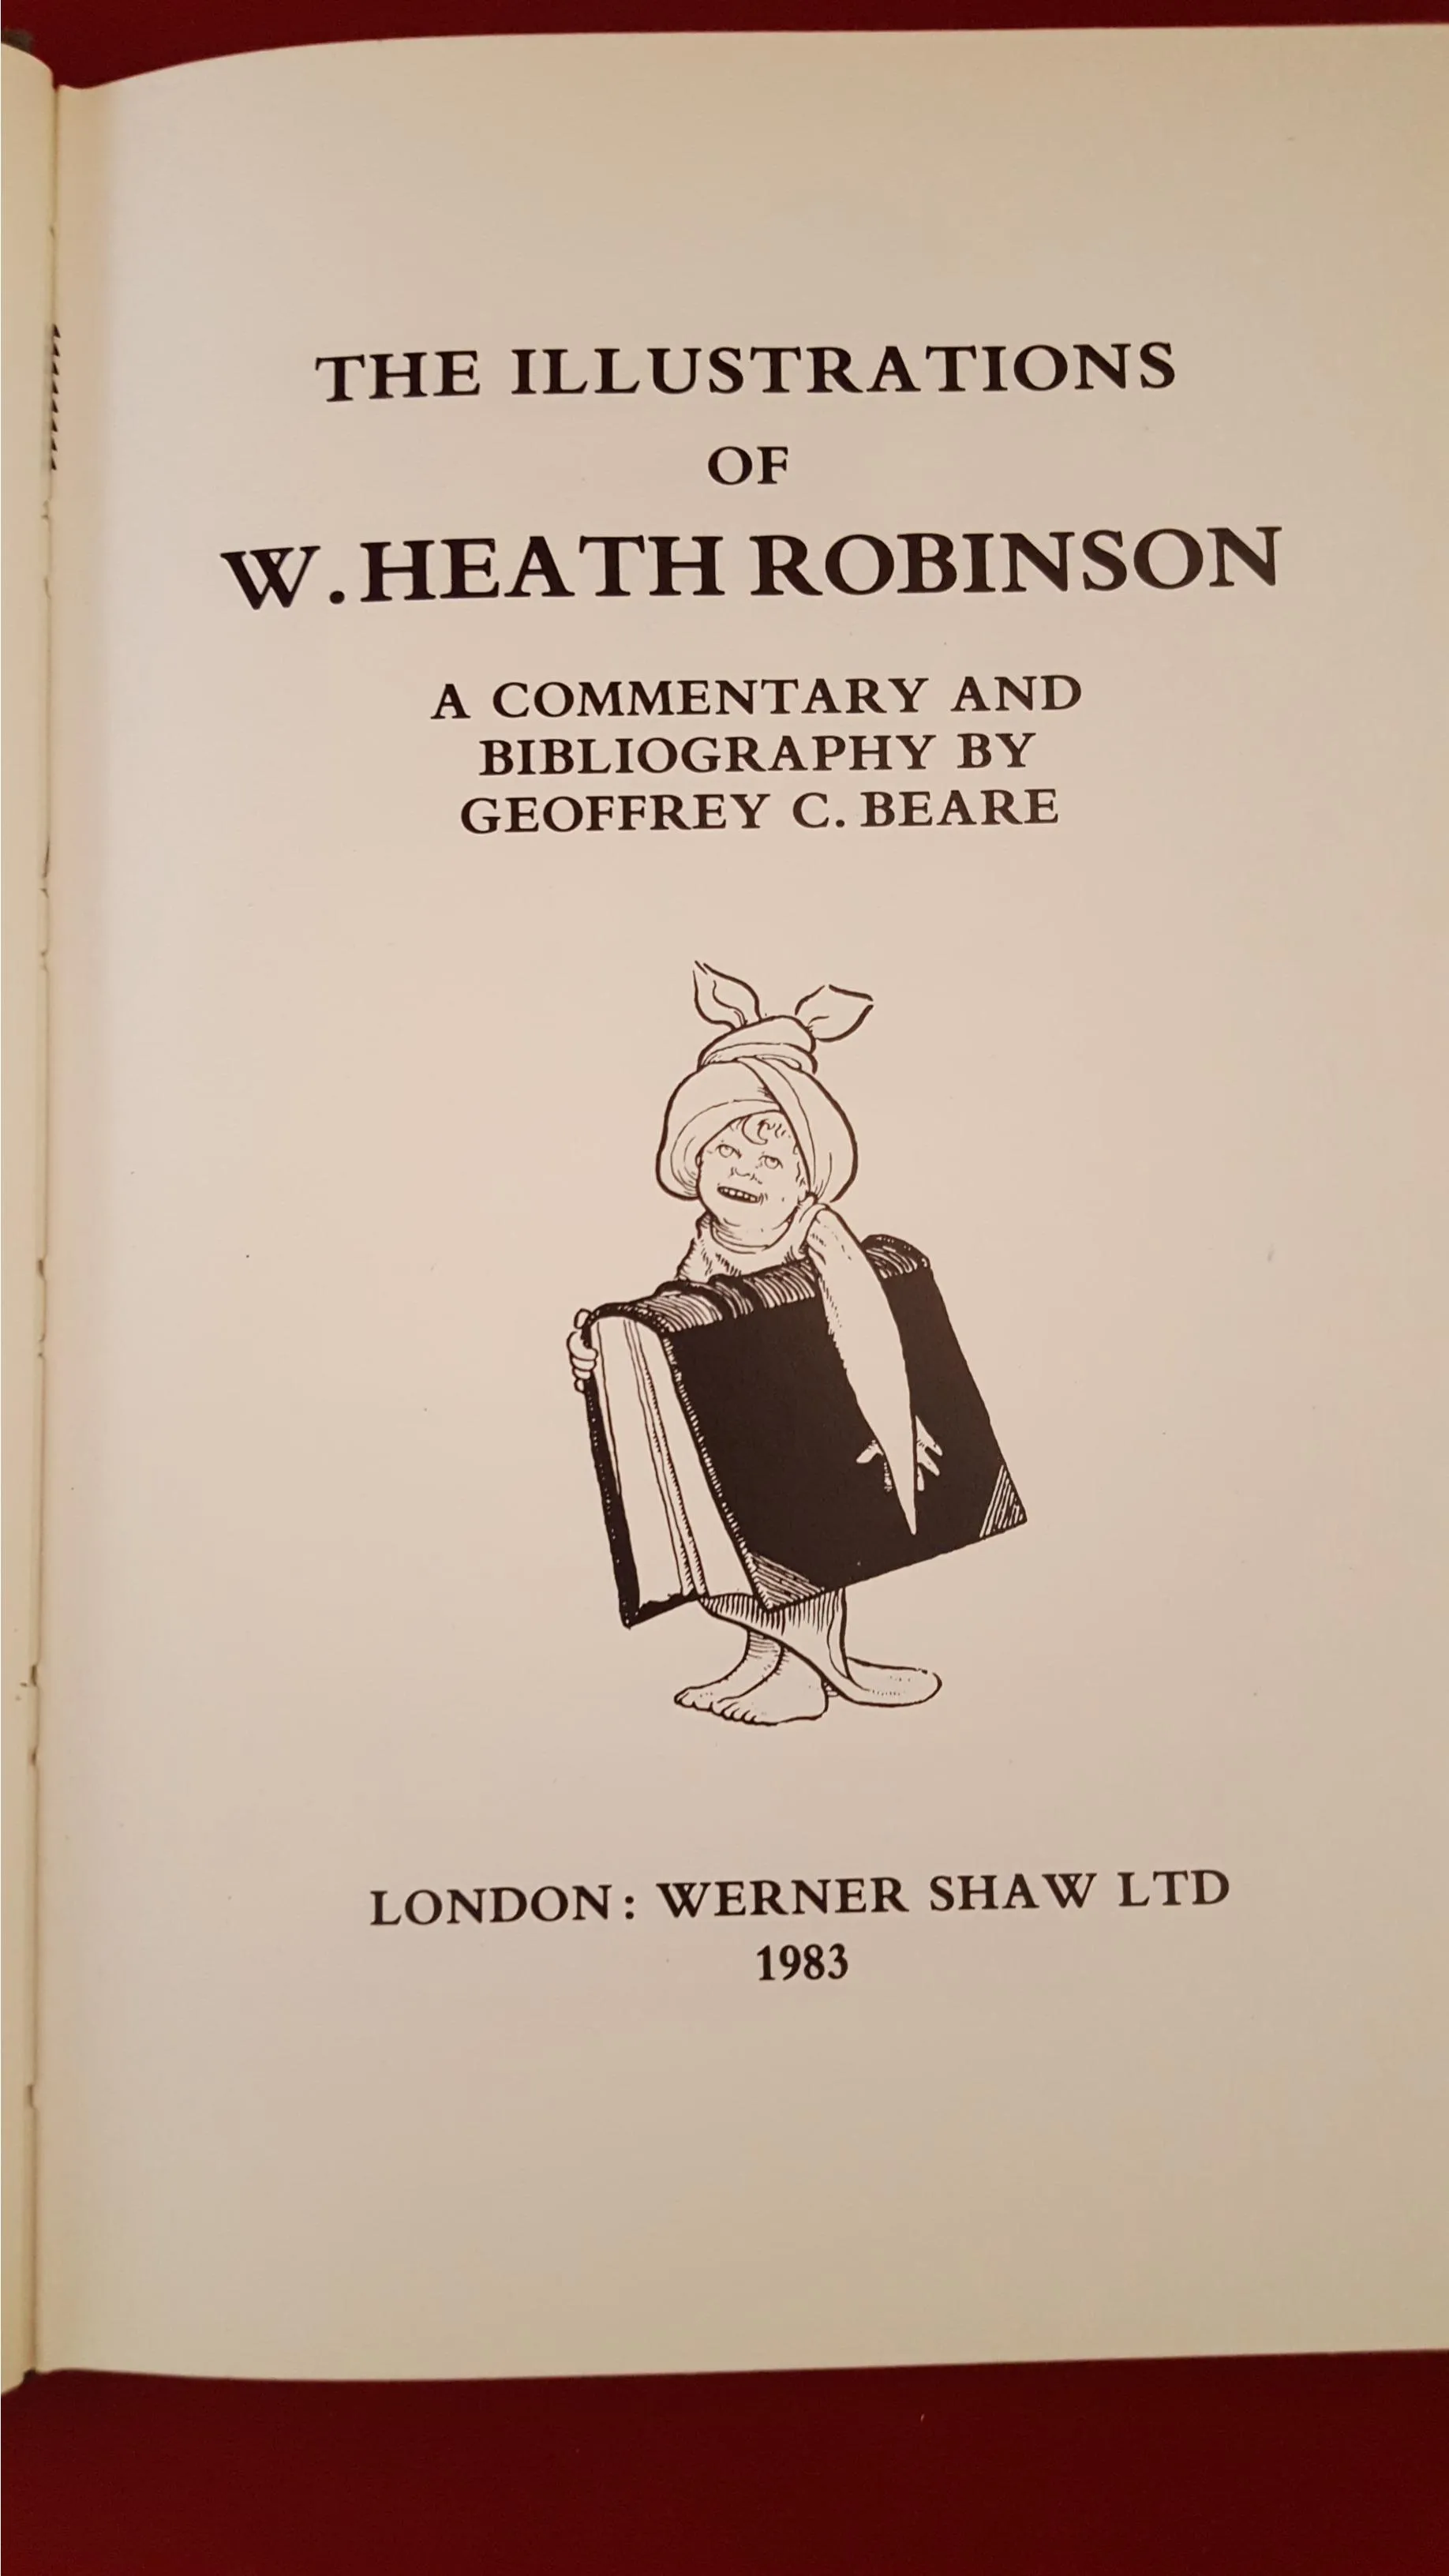 THE ILLUSTRATIONS
OF
W. HEATH ROBINSON
A COMMENTARY AND
BIBLIOGRAPHY BY
GEOFFREY C. BEARE
LONDON: WERNER SHAW LTD
1983